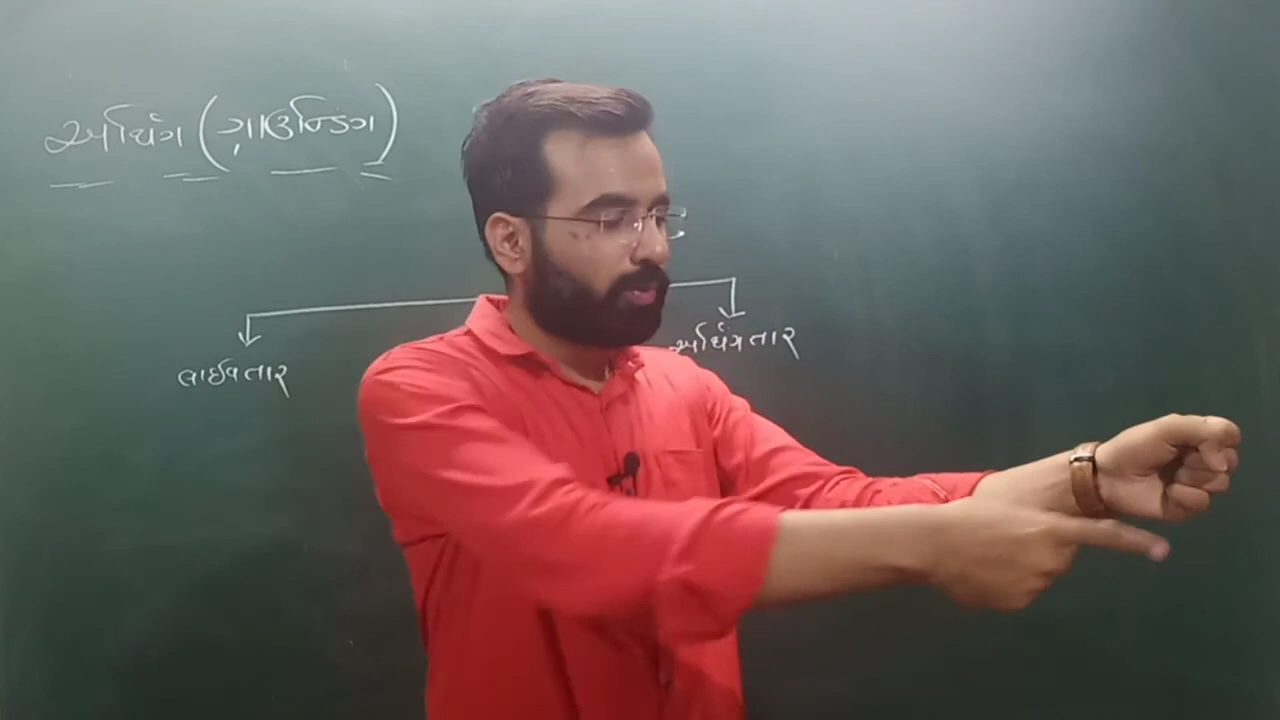 અર્થિંગ (ગ્રાઉન્ડિંગ)
લાઈવ તાર
અર્થિંગ તાર